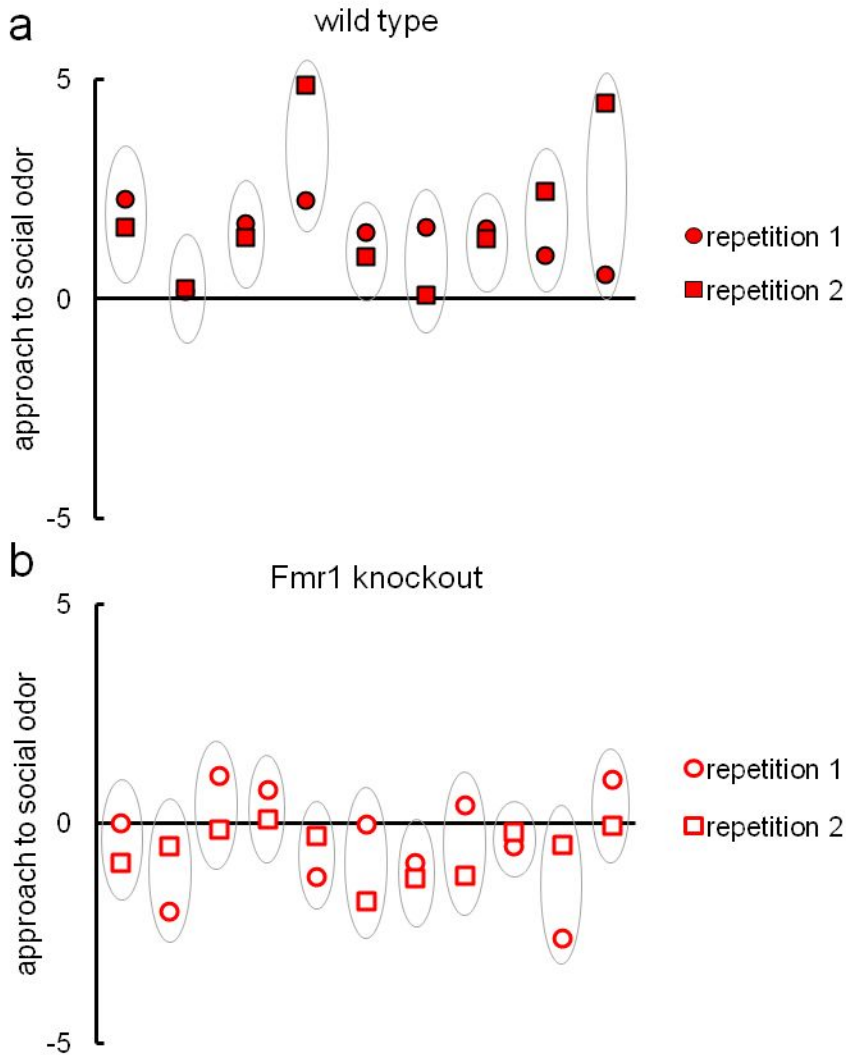 a
wild type
5
0
-5
approach to social odor
repetition 1
repetition 2
b
Fmr1 knockout
5
0
-5
approach to social odor
repetition 1
repetition 2